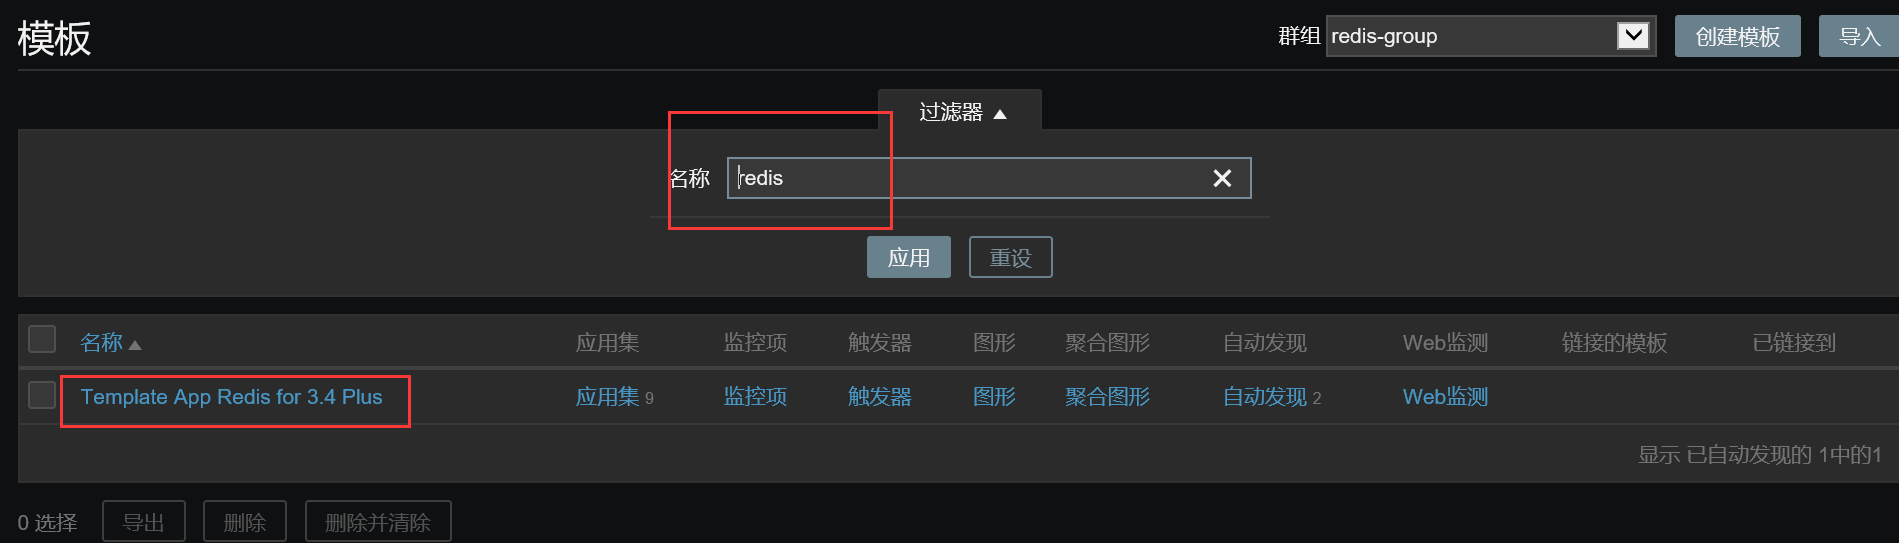 模板
群组 redis-group 创建模板 导入
过滤器 ▲
名称 redis
应用 重设
名称 ▲ 应用集 监控项 触发器 图形 聚合图形 自动发现 Web监测 链接的模板 已链接到
Template App Redis for 3.4 Plus 应用集 9 监控项 触发器 图形 聚合图形 自动发现 2 Web监测
显示 已自动发现的 1中的1
0 选择 导出 删除 删除并清除